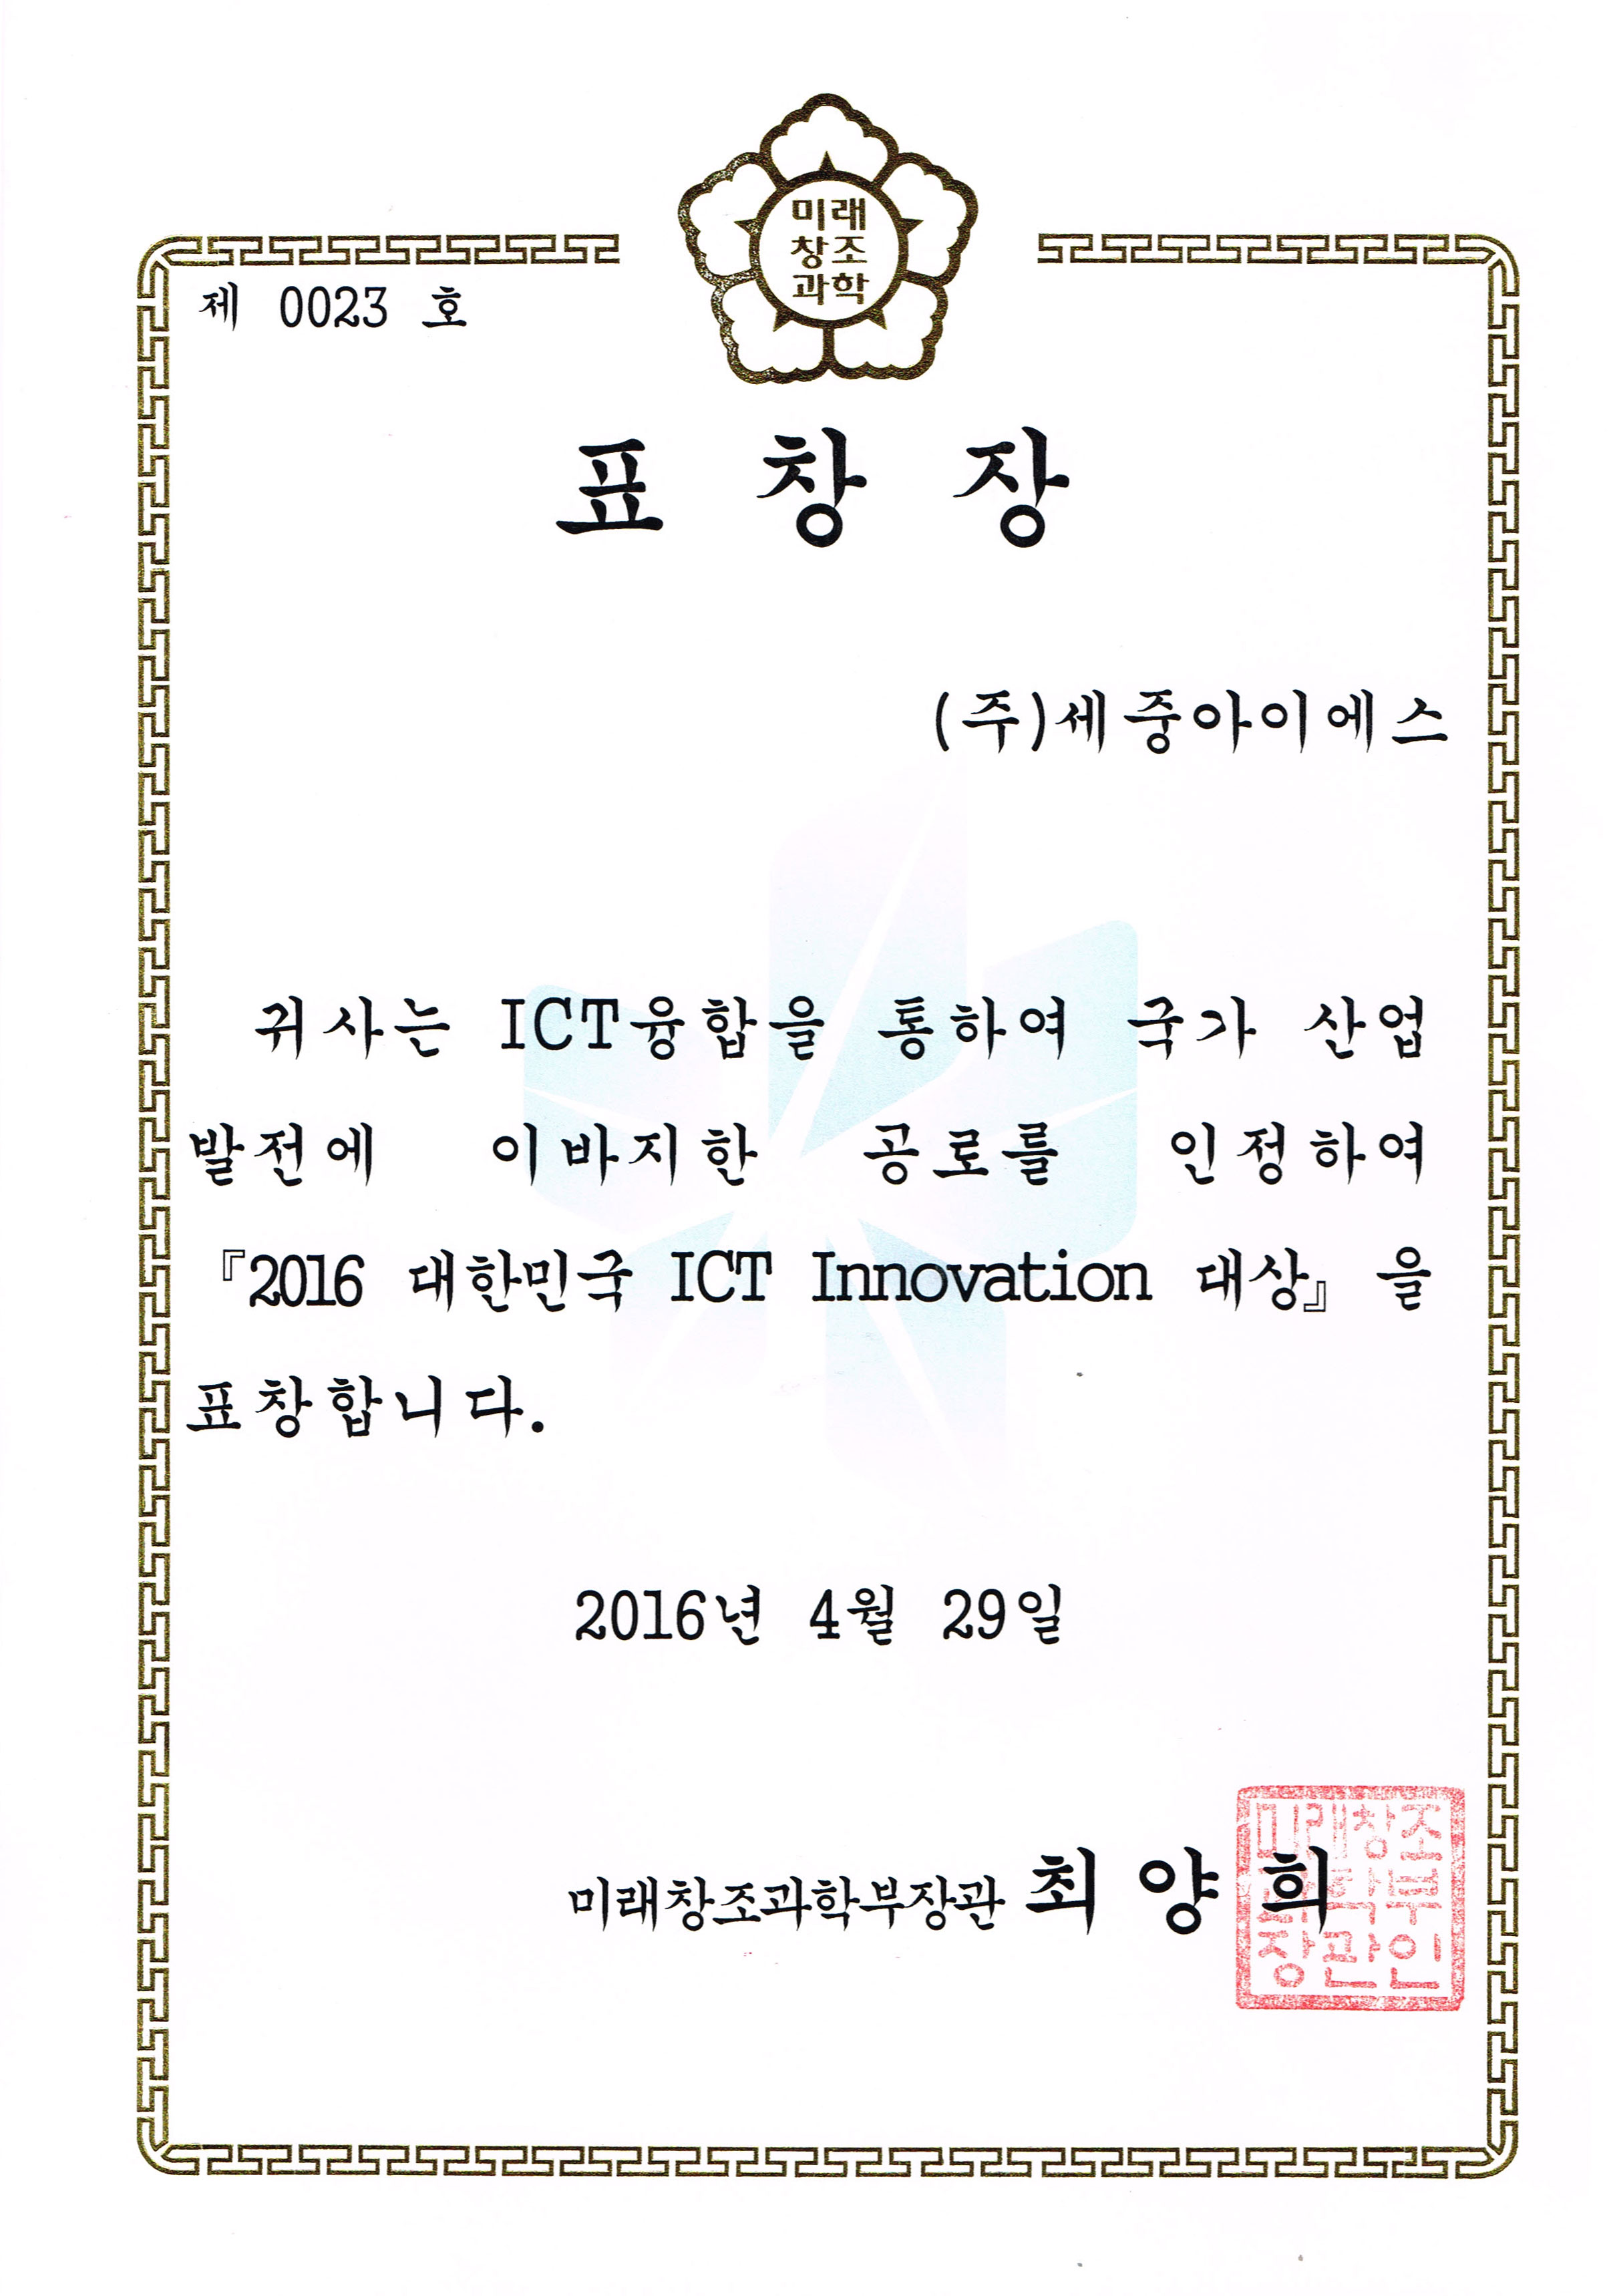 미래
창조
과학
제 0023 호
표 창 장
(주)세중아이에스
귀사는 ICT융합을 통하여 국가 산업
발전에 이바지한 공로를 인정하여
『2016 대한민국 ICT Innovation 대상』을
표창합니다.
2016년 4월 29일
미래창조과학부장관 최 양 희
미래창조
과학부
장관인